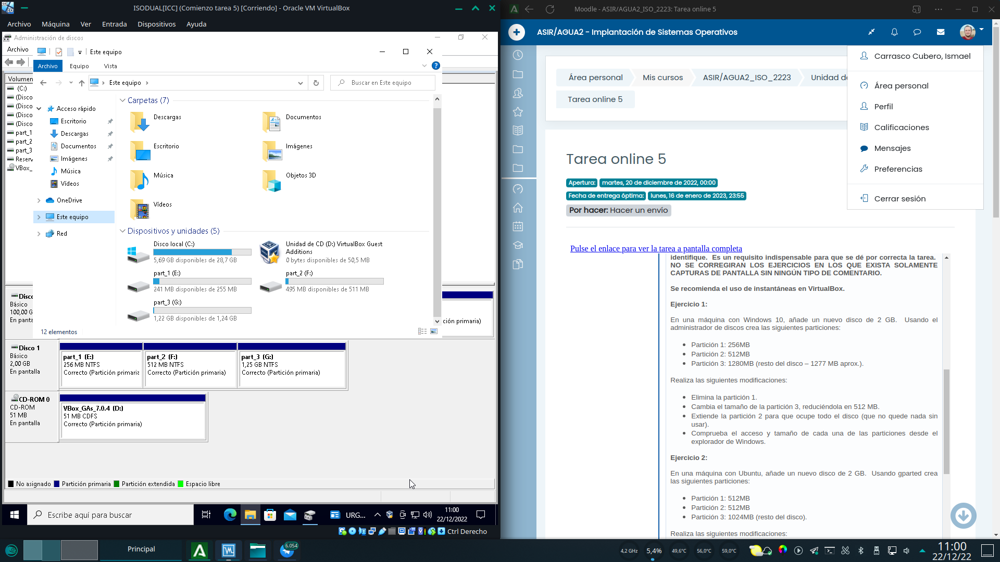 ISODUAL[ICC] (Comienzo tarea 5) [Corriendo] - Oracle VM VirtualBox
Archivo Máquina Ver Entrada Dispositivos Ayuda
Administración de discos
Archivo
Este equipo
Archivo Equipo Vista
Este equipo
Buscar en Este equipo
Volumen
(C:)
(Disco
(Disco
(Disco
(Disco
part_1
part_2
part_3
Reserv
VBox_
Acceso rápido
Escritorio
Descargas
Documentos
Imágenes
Música
Vídeos
OneDrive
Este equipo
Red
Carpetas (7)
Descargas
Documentos
Escritorio
Imágenes
Música
Objetos 3D
Vídeos
Dispositivos y unidades (5)
Disco local (C:)
5,69 GB disponibles de 28,7 GB
Unidad de CD (D:) VirtualBox Guest
Additions
0 bytes disponibles de 50,5 MB
part_1 (E:)
241 MB disponibles de 255 MB
part_2 (F:)
495 MB disponibles de 511 MB
part_3 (G:)
1,22 GB disponibles de 1,24 GB
12 elementos
Disco
Básico
100,00 G
En panta
ción primaria)
Disco 1
Básico
2,00 GB
En pantalla
part_1 (E:)
256 MB NTFS
Correcto (Partición primaria
part_2 (F:)
512 MB NTFS
Correcto (Partición primaria)
part_3 (G:)
1,25 GB NTFS
Correcto (Partición primaria)
CD-ROM 0
CD-ROM
51 MB
En pantalla
VBox_GAs_7.0.4 (D:)
51 MB CDFS
Correcto (Partición primaria)
No asignado Partición primaria Partición extendida Espacio libre
Escribe aquí para buscar
URG...
11:00
22/12/2022
Ctrl Derecho
Moodle - ASIR/AGUA2_ISO_2223: Tarea online 5
ASIR/AGUA2 - Implantación de Sistemas Operativos
Área personal Mis cursos ASIR/AGUA2_ISO_2223 Unidad de
Tarea online 5
Carrasco Cubero, Ismael
Área personal
Perfil
Calificaciones
Mensajes
Preferencias
Cerrar sesión
Tarea online 5
Apertura: martes, 20 de diciembre de 2022, 00:00
Fecha de entrega óptima: lunes, 16 de enero de 2023, 23:55
Por hacer: Hacer un envío
Pulse el enlace para ver la tarea a pantalla completa
identifique. Es un requisito indispensable para que se dé por correcta la tarea.
NO SE CORREGIRAN LOS EJERCICIOS EN LOS QUE EXISTA SOLAMENTE
CAPTURAS DE PANTALLA SIN NINGÚN TIPO DE COMENTARIO.
Se recomienda el uso de instantáneas en VirtualBox.
Ejercicio 1:
En una máquina con Windows 10, añade un nuevo disco de 2 GB. Usando el
administrador de discos crea las siguientes particiones:
• Partición 1: 256MB
• Partición 2: 512MB
• Partición 3: 1280MB (resto del disco – 1277 MB aprox.).
Realiza las siguientes modificaciones:
• Elimina la partición 1.
• Cambia el tamaño de la partición 3, reduciéndola en 512 MB.
• Extiende la partición 2 para que ocupe todo el disco (que no quede nada sin
usar).
• Comprueba el acceso y tamaño de cada una de las particiones desde el
explorador de Windows.
Ejercicio 2:
En una máquina con Ubuntu, añade un nuevo disco de 2 GB. Usando gparted crea
las siguientes particiones:
• Partición 1: 512MB
• Partición 2: 512MB
• Partición 3: 1024MB (resto del disco).
Realiza las siguientes modificaciones:
Principal
6.054
4,2 GHz 5,4% 49,6°C 56,0°C 59,0°C
11:00
22/12/22